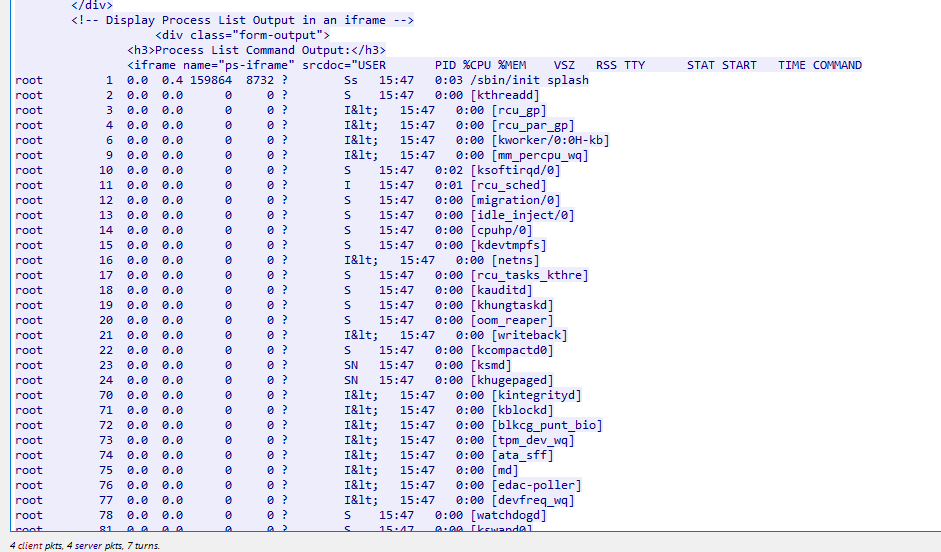 </div>
<!-- Display Process List Output in an iframe -->
<div class="form-output">
<h3>Process List Command Output:</h3>
<iframe name="ps-iframe" srcdoc="USER       PID %CPU %MEM    VSZ   RSS TTY      STAT START   TIME COMMAND
root         1  0.0  0.4 159864  8732 ?        Ss   15:47   0:03 /sbin/init splash
root         2  0.0  0.0      0     0 ?        S    15:47   0:00 [kthreadd]
root         3  0.0  0.0      0     0 ?        I&lt;   15:47   0:00 [rcu_gp]
root         4  0.0  0.0      0     0 ?        I&lt;   15:47   0:00 [rcu_par_gp]
root         6  0.0  0.0      0     0 ?        I&lt;   15:47   0:00 [kworker/0:0H-kb]
root         9  0.0  0.0      0     0 ?        I&lt;   15:47   0:00 [mm_percpu_wq]
root        10  0.0  0.0      0     0 ?        S    15:47   0:02 [ksoftirqd/0]
root        11  0.0  0.0      0     0 ?        I    15:47   0:01 [rcu_sched]
root        12  0.0  0.0      0     0 ?        S    15:47   0:00 [migration/0]
root        13  0.0  0.0      0     0 ?        S    15:47   0:00 [idle_inject/0]
root        14  0.0  0.0      0     0 ?        S    15:47   0:00 [cpuhp/0]
root        15  0.0  0.0      0     0 ?        S    15:47   0:00 [kdevtmpfs]
root        16  0.0  0.0      0     0 ?        I&lt;   15:47   0:00 [netns]
root        17  0.0  0.0      0     0 ?        S    15:47   0:00 [rcu_tasks_kthre]
root        18  0.0  0.0      0     0 ?        S    15:47   0:00 [kauditd]
root        19  0.0  0.0      0     0 ?        S    15:47   0:00 [khungtaskd]
root        20  0.0  0.0      0     0 ?        S    15:47   0:00 [oom_reaper]
root        21  0.0  0.0      0     0 ?        I&lt;   15:47   0:00 [writeback]
root        22  0.0  0.0      0     0 ?        S    15:47   0:00 [kcompactd0]
root        23  0.0  0.0      0     0 ?        SN   15:47   0:00 [ksmd]
root        24  0.0  0.0      0     0 ?        SN   15:47   0:00 [khugepaged]
root        70  0.0  0.0      0     0 ?        I&lt;   15:47   0:00 [kintegrityd]
root        71  0.0  0.0      0     0 ?        I&lt;   15:47   0:00 [kblockd]
root        72  0.0  0.0      0     0 ?        I&lt;   15:47   0:00 [blkcg_punt_bio]
root        73  0.0  0.0      0     0 ?        I&lt;   15:47   0:00 [tpm_dev_wq]
root        74  0.0  0.0      0     0 ?        I&lt;   15:47   0:00 [ata_sff]
root        75  0.0  0.0      0     0 ?        I&lt;   15:47   0:00 [md]
root        76  0.0  0.0      0     0 ?        I&lt;   15:47   0:00 [edac-poller]
root        77  0.0  0.0      0     0 ?        I&lt;   15:47   0:00 [devfreq_wq]
root        78  0.0  0.0      0     0 ?        S    15:47   0:00 [watchdogd]
root        81  0.0  0.0      0     0 ?        S    15:47   0:00 [kswapd0]
4 client pkts, 4 server pkts, 7 turns.